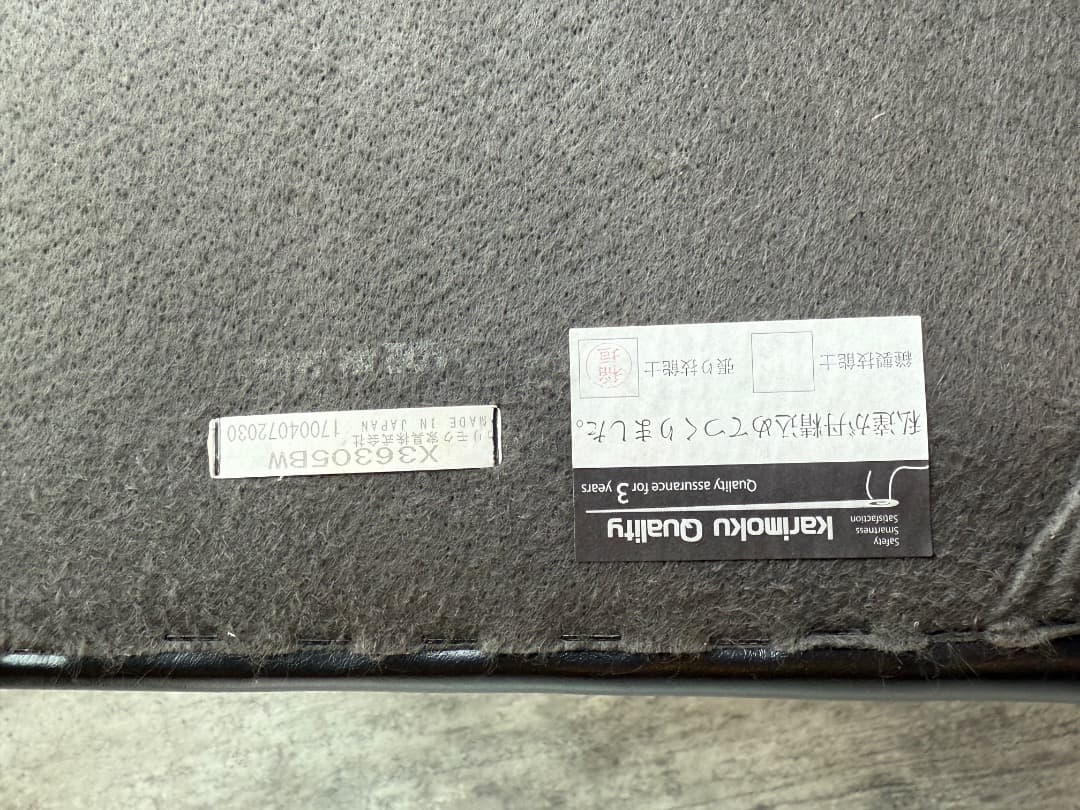 karimoku Quality
Safety
Smartness
Satisfaction
Quality assurance for 3 years
私達が丹精込めてつくりました。
縫製技能士
張り技能士
稲垣
X36305BW
リモク家具株式会社
MADE IN JAPAN 17004072030